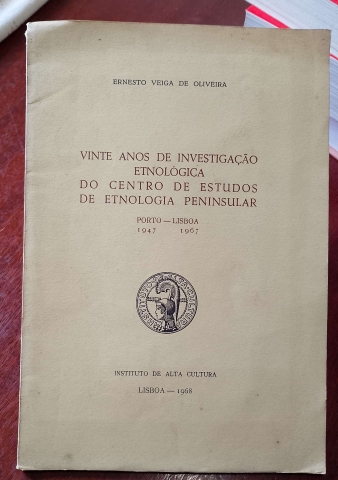 ERNESTO VEIGA DE OLIVEIRA
VINTE ANOS DE INVESTIGAÇÃO
ETNOLÓGICA
DO CENTRO DE ESTUDOS
DE ETNOLOGIA PENINSULAR
PORTO — LISBOA
1947 1967
INSTITUTO DE ALTA CULTURA
LISBOA — 1968